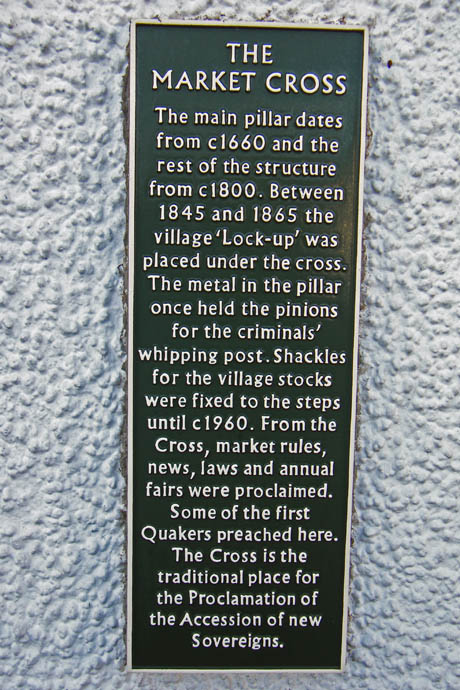 THE
MARKET CROSS
The main pillar dates
from c1660 and the
rest of the structure
from c1800. Between
1845 and 1865 the
village 'Lock-up' was
placed under the cross.
The metal in the pillar
once held the pinions
for the criminals'
whipping post. Shackles
for the village stocks
were fixed to the steps
until c1960. From the
Cross, market rules,
news, laws and annual
fairs were proclaimed.
Some of the first
Quakers preached here.
The Cross is the
traditional place for
the Proclamation of
the Accession of new
Sovereigns.